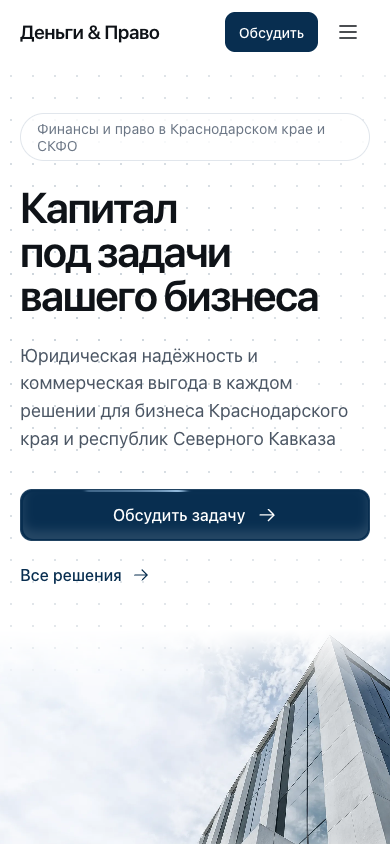 Деньги & Право
Обсудить
Финансы и право в Краснодарском крае и
СКФО
Капитал
под задачи
вашего бизнеса
Юридическая надёжность и
коммерческая выгода в каждом
решении для бизнеса Краснодарского
края и республик Северного Кавказа
Обсудить задачу
Все решения